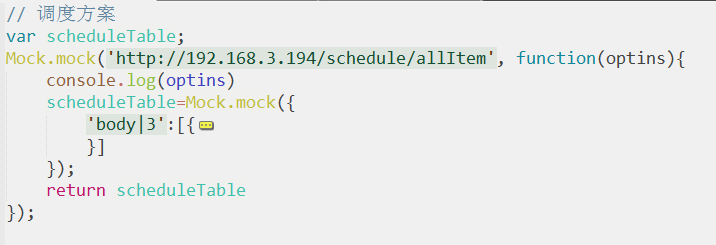 // 调度方案
var scheduleTable;
Mock.mock('http://192.168.3.194/schedule/allItem', function(optins){
    console.log(optins)
    scheduleTable=Mock.mock({
        'body|3':[{
        }]
    });
    return scheduleTable
});